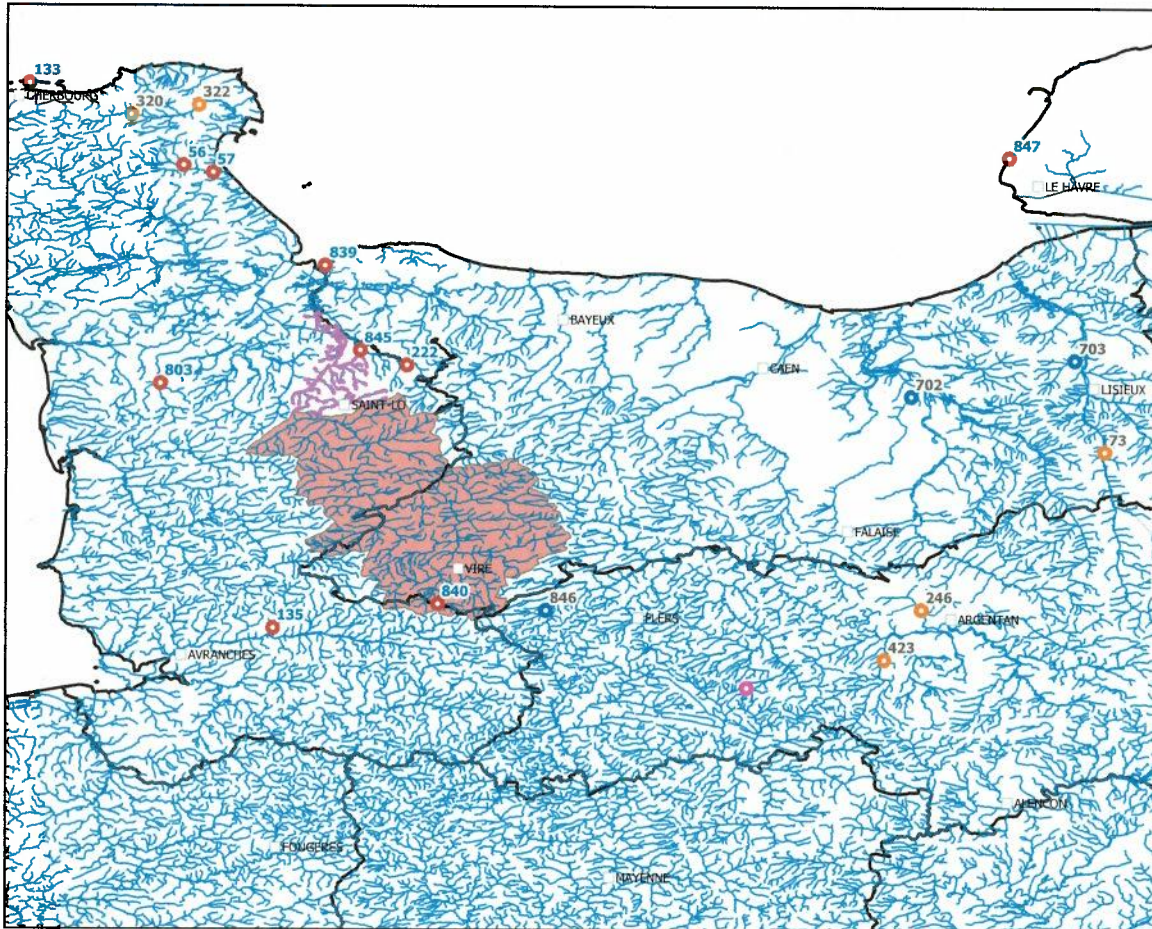 133
CHERBOURG
320
322
56
57
847
LE HAVRE
839
BAYEUX
845
222
803
CAEN
703
702
LISIEUX
SAINT-LO
73
FALAISE
VIRE
840
846
FLERS
246
ARGENTAN
135
AVRANCHES
423
ALENCON
FOUGERES
MAYENNE